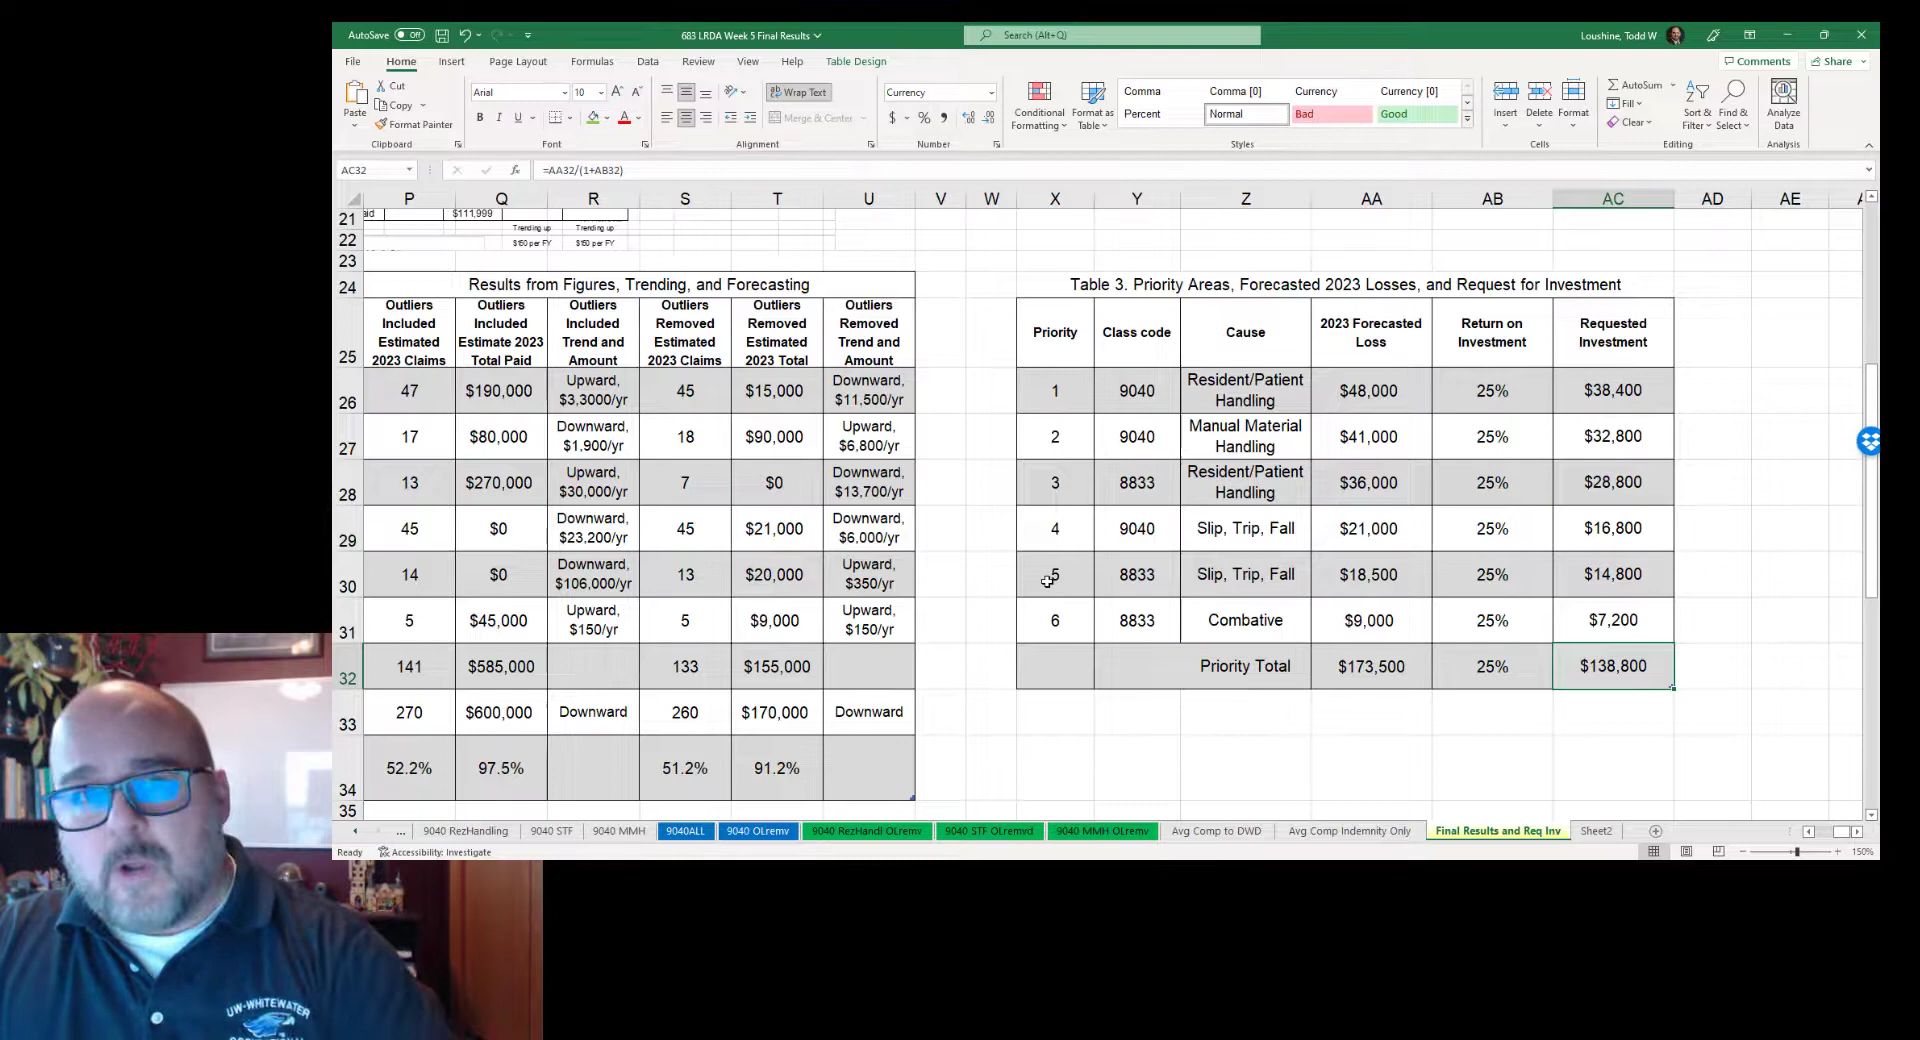 AutoSave Off
683 LRDA Week 5 Final Results
Search (Alt+Q)
Loushine, Todd W
File Home Insert Page Layout Formulas Data Review View Help Table Design
Comments Share
Paste
Cut
Copy
Format Painter
Clipboard
Arial 10
B I U
Font
Wrap Text
Merge & Center
Alignment
Currency
$ % ,
Number
Conditional Formatting
Format as Table
Comma Comma [0] Currency Currency [0]
Percent Normal Bad Good
Styles
Insert Delete Format
Cells
AutoSum
Fill
Clear
Sort & Filter
Find & Select
Editing
Analyze Data
Analysis
AC32 fx =AA32/(1+AB32)
P Q R S T U V W X Y Z AA AB AC AD AE
21 $111,999
Trending up Trending up
22 $150 per FY $150 per FY
23
24 Results from Figures, Trending, and Forecasting
Table 3. Priority Areas, Forecasted 2023 Losses, and Request for Investment
25
Outliers Included Estimated 2023 Claims
Outliers Included Estimate 2023 Total Paid
Outliers Included Trend and Amount
Outliers Removed Estimated 2023 Claims
Outliers Removed Estimated 2023 Total
Outliers Removed Trend and Amount
Priority
Class code
Cause
2023 Forecasted Loss
Return on Investment
Requested Investment
26 47 $190,000 Upward, $3,3000/yr 45 $15,000 Downward, $11,500/yr 1 9040 Resident/Patient Handling $48,000 25% $38,400
27 17 $80,000 Downward, $1,900/yr 18 $90,000 Upward, $6,800/yr 2 9040 Manual Material Handling $41,000 25% $32,800
28 13 $270,000 Upward, $30,000/yr 7 $0 Downward, $13,700/yr 3 8833 Resident/Patient Handling $36,000 25% $28,800
29 45 $0 Downward, $23,200/yr 45 $21,000 Downward, $6,000/yr 4 9040 Slip, Trip, Fall $21,000 25% $16,800
30 14 $0 Downward, $106,000/yr 13 $20,000 Upward, $350/yr 5 8833 Slip, Trip, Fall $18,500 25% $14,800
31 5 $45,000 Upward, $150/yr 5 $9,000 Upward, $150/yr 6 8833 Combative $9,000 25% $7,200
32 141 $585,000 133 $155,000 Priority Total $173,500 25% $138,800
33 270 $600,000 Downward 260 $170,000 Downward
34 52.2% 97.5% 51.2% 91.2%
35
... 9040 RezHandling 9040 STF 9040 MMH 9040ALL 9040 OLremv 9040 RezHandl OLremv 9040 STF OLremvd 9040 MMH OLremv Avg Comp to DWD Avg Comp Indemnity Only Final Results and Req Inv Sheet2
Ready Accessibility: Investigate 150%
UW-WHITEWATER